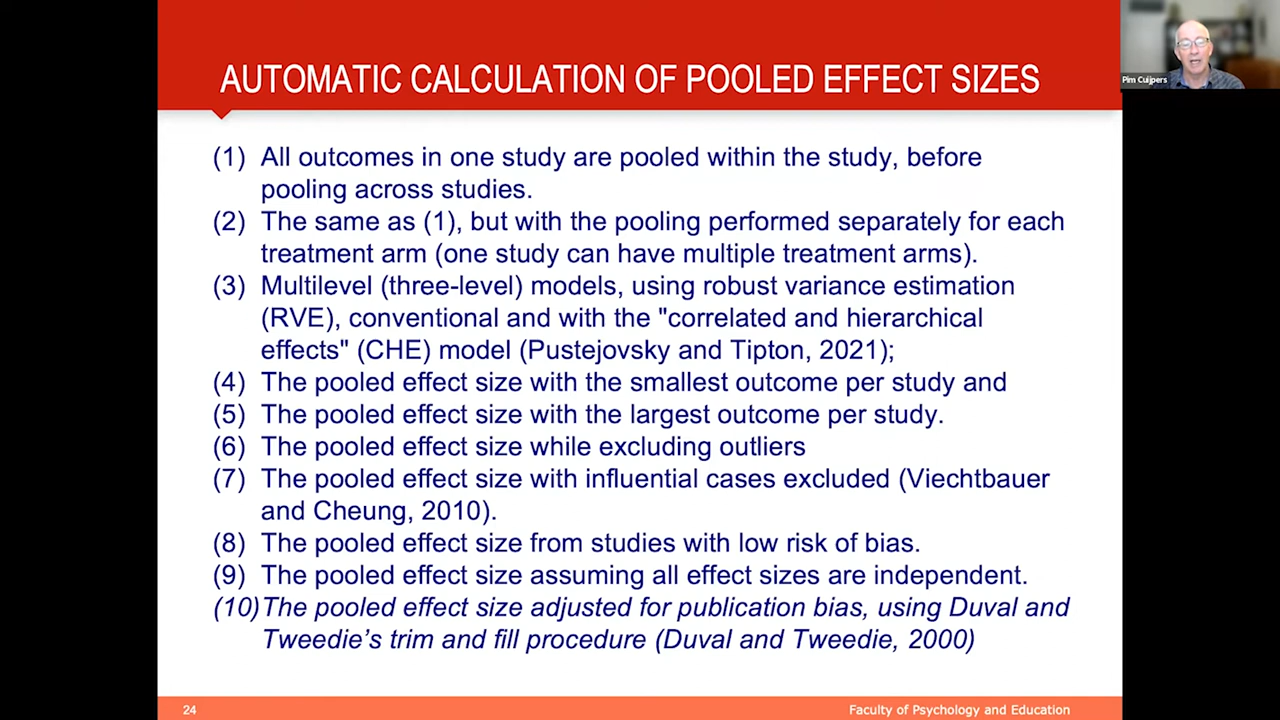 AUTOMATIC CALCULATION OF POOLED EFFECT SIZES
Pim Cuijpers
(1) All outcomes in one study are pooled within the study, before
pooling across studies.
(2) The same as (1), but with the pooling performed separately for each
treatment arm (one study can have multiple treatment arms).
(3) Multilevel (three-level) models, using robust variance estimation
(RVE), conventional and with the "correlated and hierarchical
effects" (CHE) model (Pustejovsky and Tipton, 2021);
(4) The pooled effect size with the smallest outcome per study and
(5) The pooled effect size with the largest outcome per study.
(6) The pooled effect size while excluding outliers
(7) The pooled effect size with influential cases excluded (Viechtbauer
and Cheung, 2010).
(8) The pooled effect size from studies with low risk of bias.
(9) The pooled effect size assuming all effect sizes are independent.
(10) The pooled effect size adjusted for publication bias, using Duval and
Tweedie’s trim and fill procedure (Duval and Tweedie, 2000)
24
Faculty of Psychology and Education